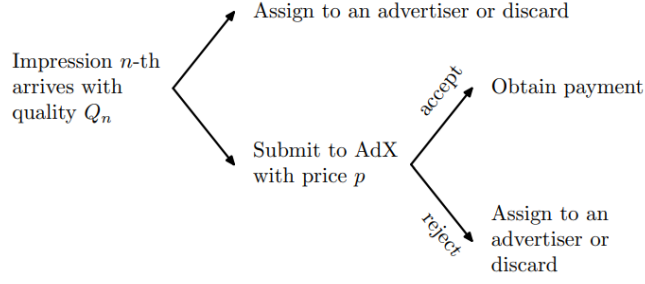 Assign to an advertiser or discard
Impression n-th
arrives with
quality Qn
accept
Obtain payment
Submit to AdX
with price p
reject
Assign to an
advertiser or
discard